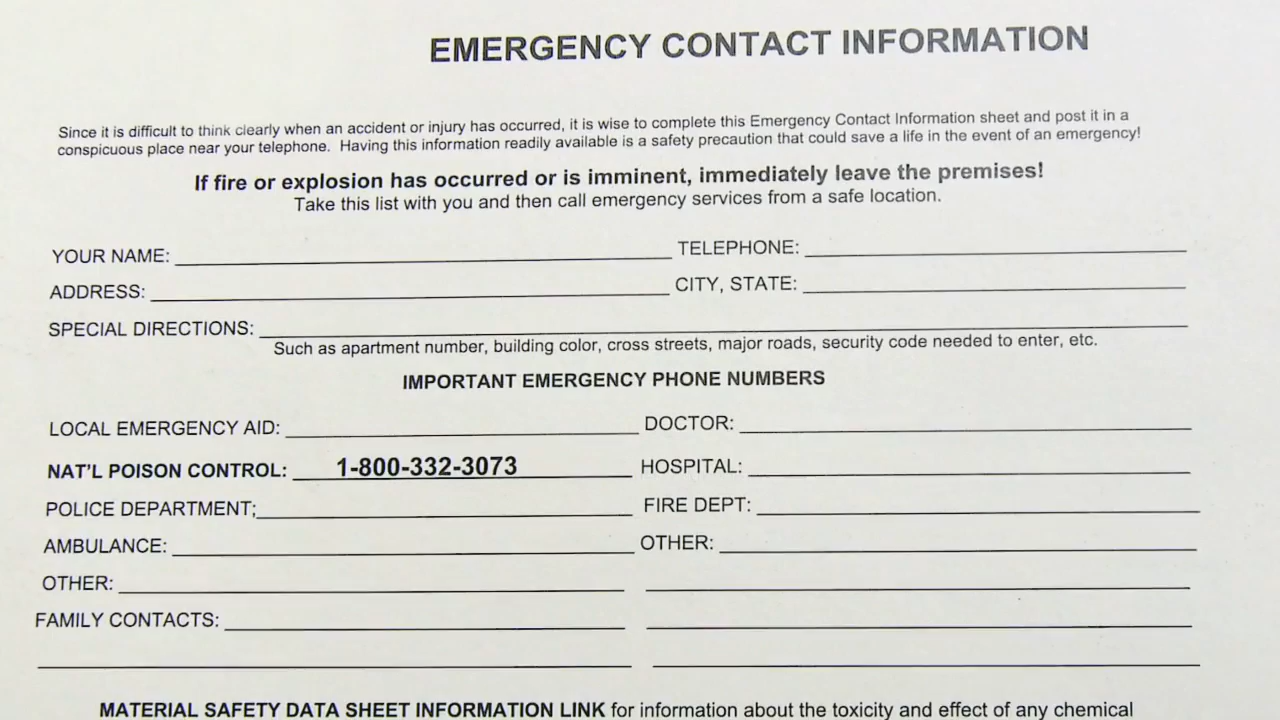 EMERGENCY CONTACT INFORMATION
Since it is difficult to think clearly when an accident or injury has occurred, it is wise to complete this Emergency Contact Information sheet and post it in a
conspicuous place near your telephone. Having this information readily available is a safety precaution that could save a life in the event of an emergency!
If fire or explosion has occurred or is imminent, immediately leave the premises!
Take this list with you and then call emergency services from a safe location.
YOUR NAME: TELEPHONE:
ADDRESS: CITY, STATE:
SPECIAL DIRECTIONS:
Such as apartment number, building color, cross streets, major roads, security code needed to enter, etc.
IMPORTANT EMERGENCY PHONE NUMBERS
LOCAL EMERGENCY AID: DOCTOR:
NAT'L POISON CONTROL: 1-800-332-3073 HOSPITAL:
POLICE DEPARTMENT; FIRE DEPT:
AMBULANCE: OTHER:
OTHER:
FAMILY CONTACTS:
MATERIAL SAFETY DATA SHEET INFORMATION LINK for information about the toxicity and effect of any chemical